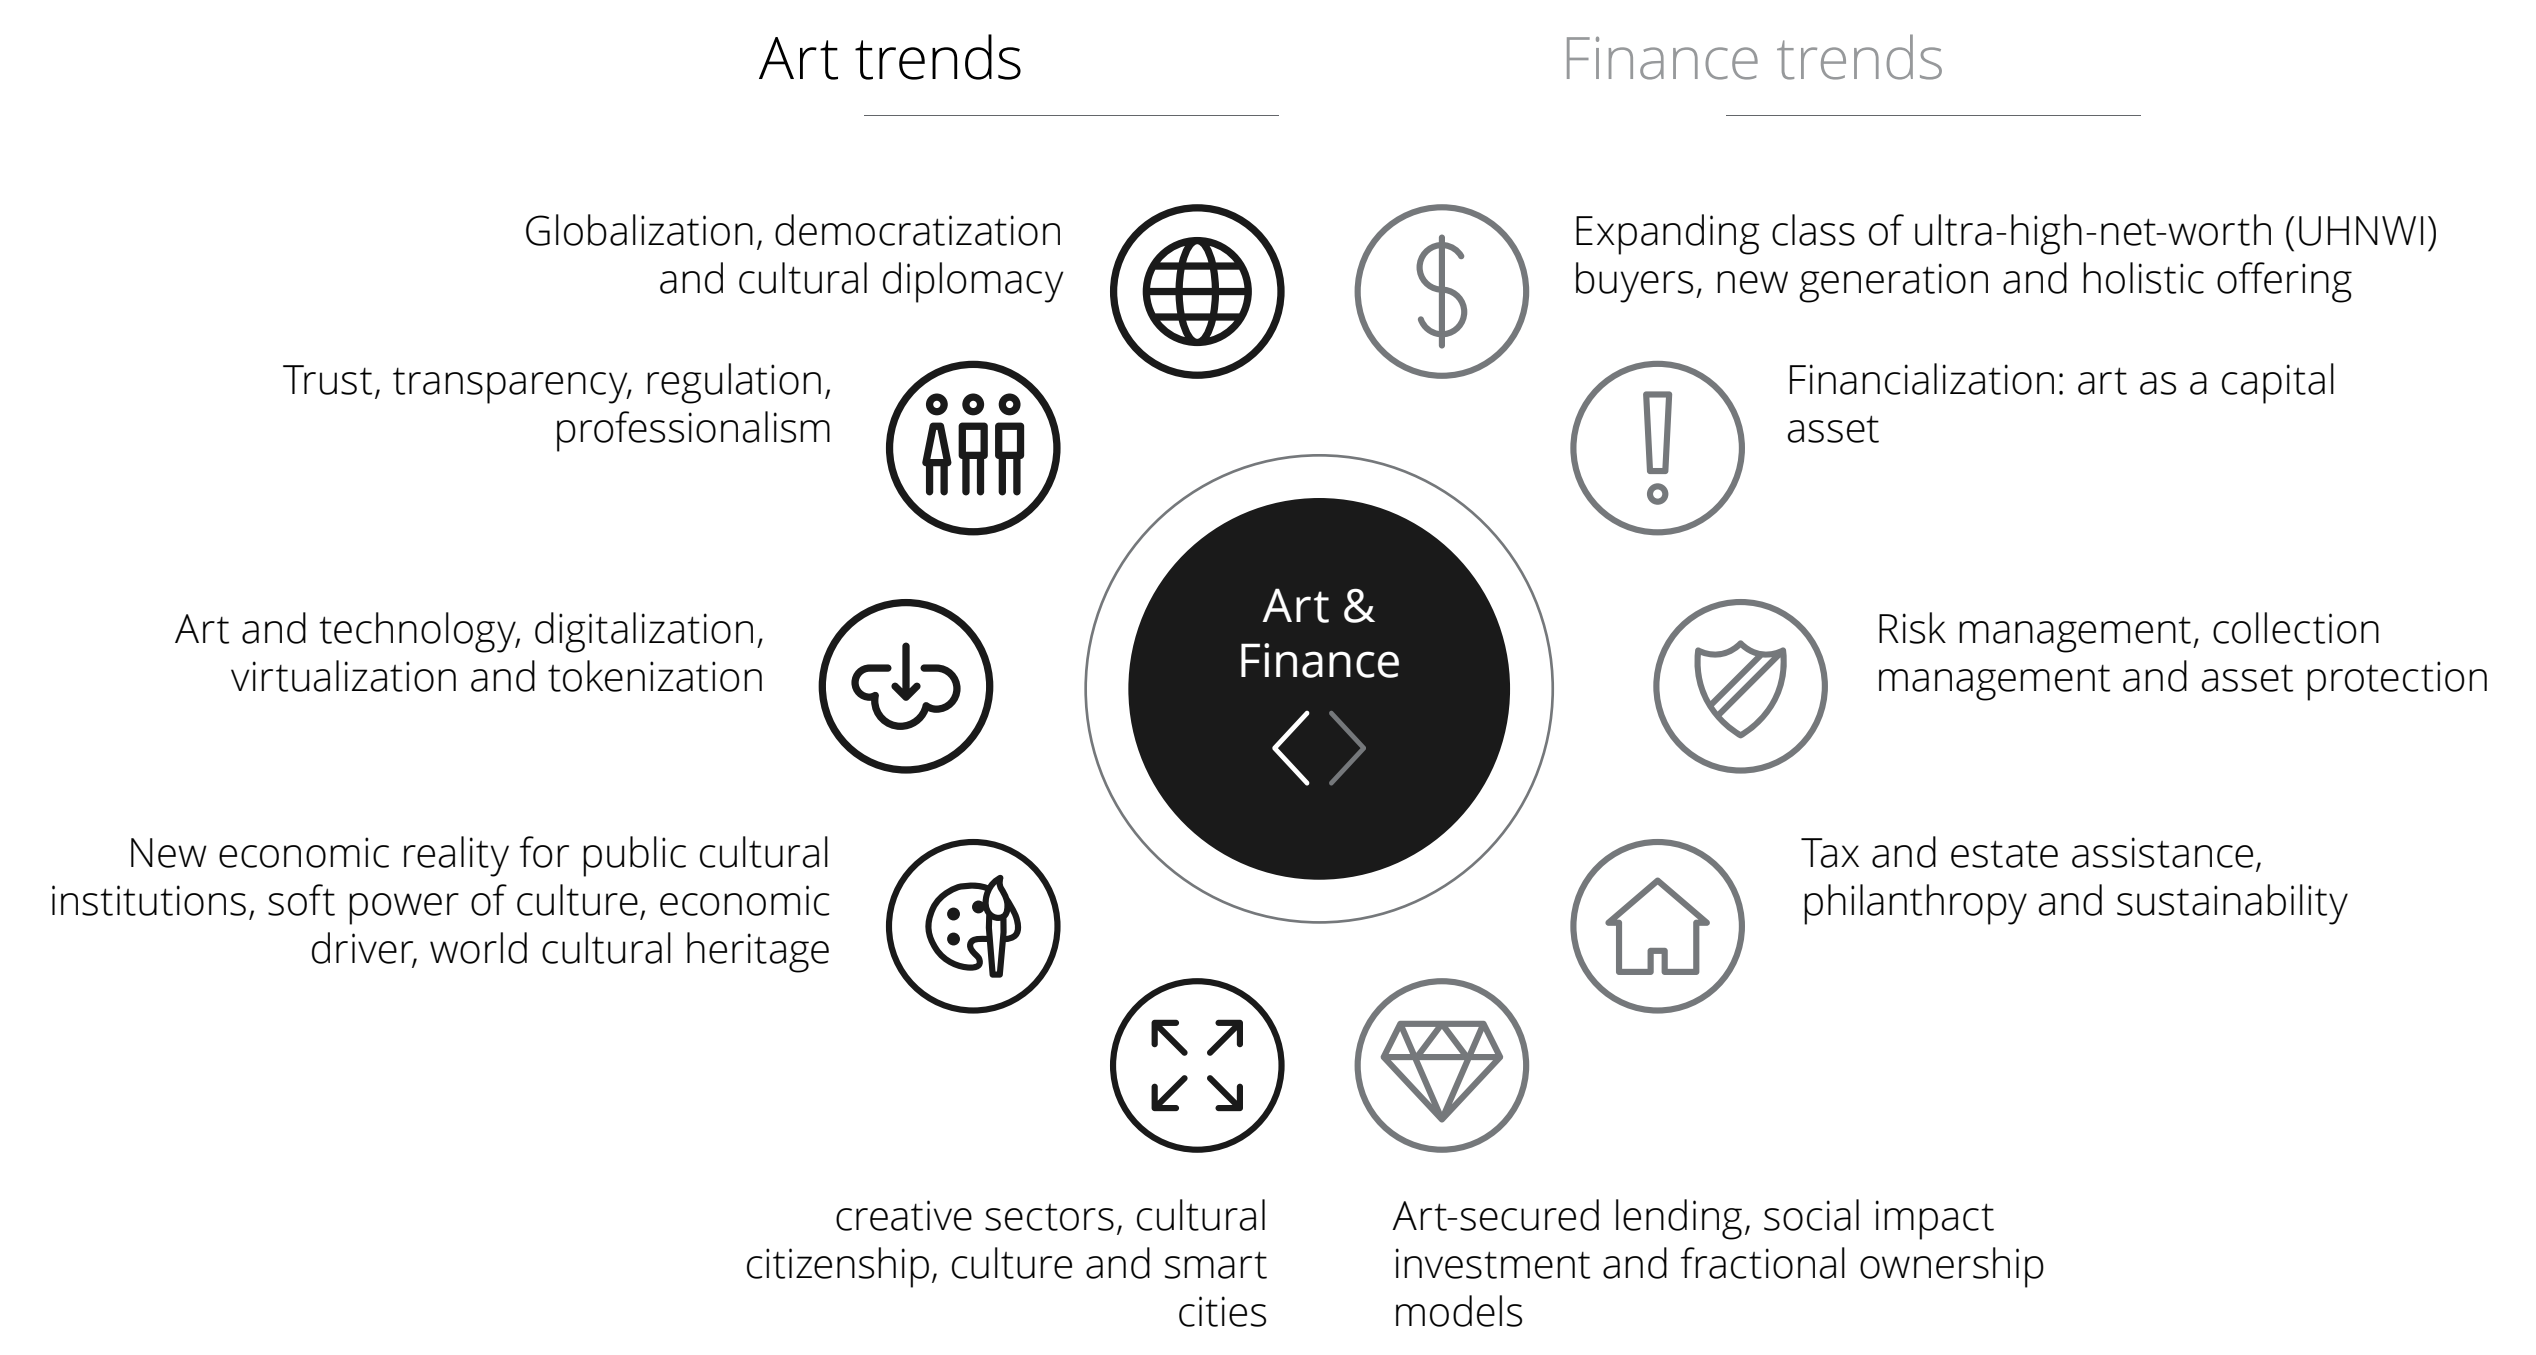 Art trends
Globalization, democratization
and cultural diplomacy
Trust, transparency, regulation,
professionalism
Art and technology, digitalization,
virtualization and tokenization
New economic reality for public cultural
institutions, soft power of culture, economic
driver, world cultural heritage
creative sectors, cultural
citizenship, culture and smart
cities
Art &
Finance
Finance trends
Expanding class of ultra-high-net-worth (UHNWI)
buyers, new generation and holistic offering
Financialization: art as a capital
asset
Risk management, collection
management and asset protection
Tax and estate assistance,
philanthropy and sustainability
Art-secured lending, social impact
investment and fractional ownership
models